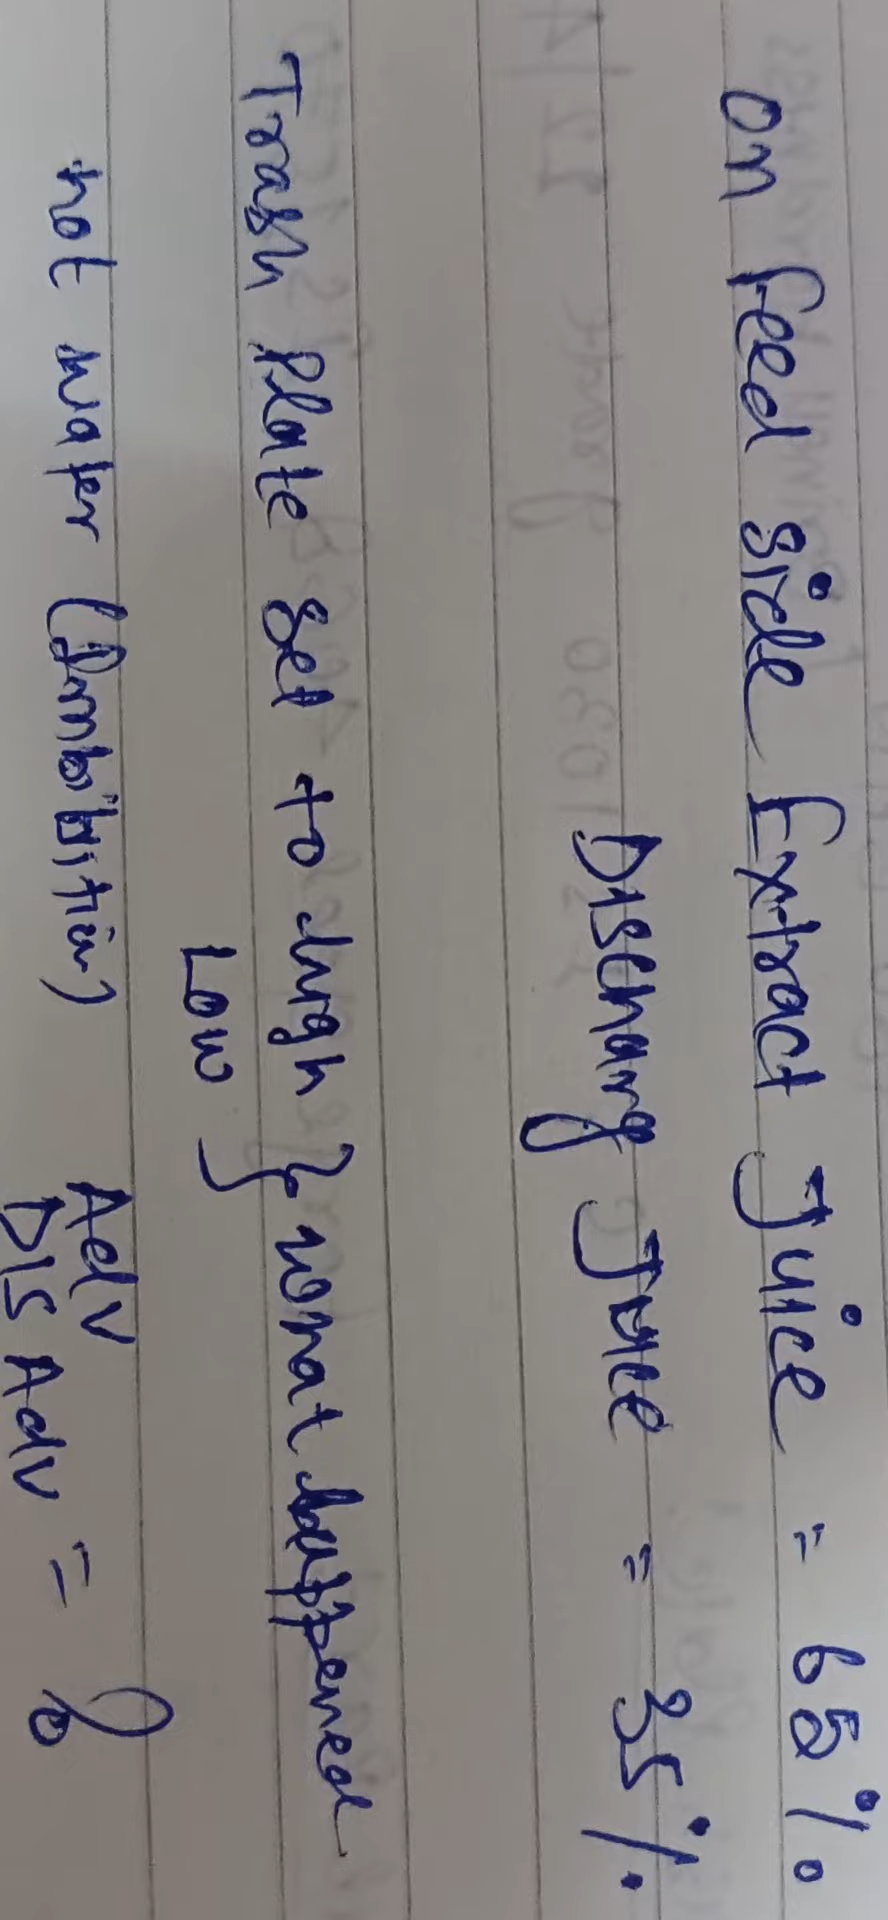 on Feed side Extract Juice = 65%
Discharg Juice = 35%.
Trash Plate set to high } what happened
Low
hot water (Imbibition) Adv
DIS Adv = ?